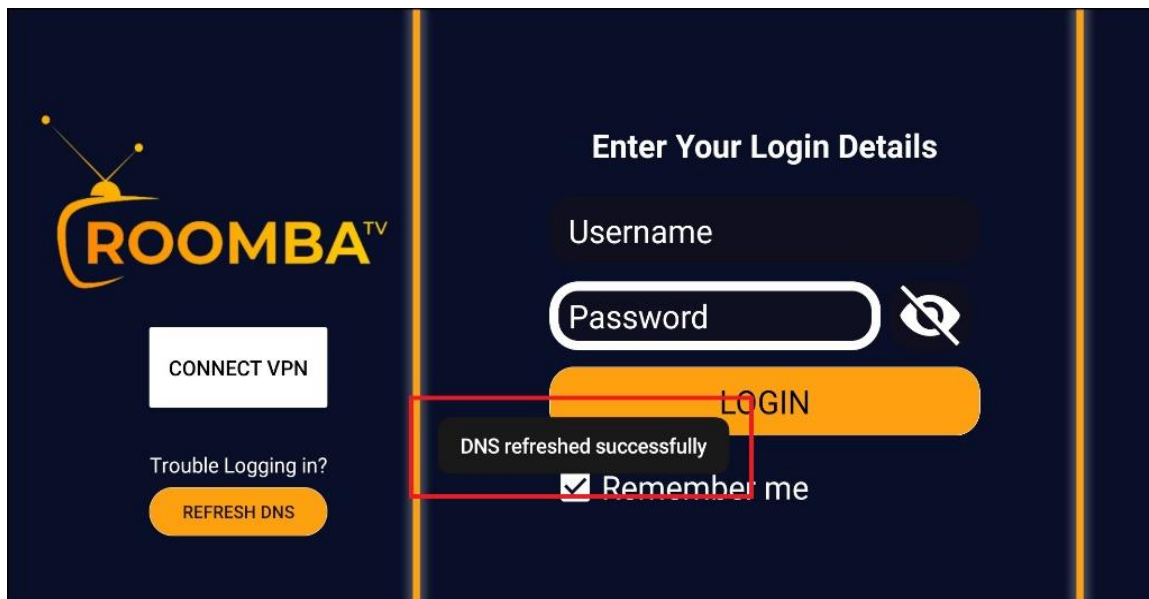 ROOMBA TV
CONNECT VPN
Trouble Logging in?
REFRESH DNS
Enter Your Login Details
Username
Password
LOGIN
DNS refreshed successfully
Remember me